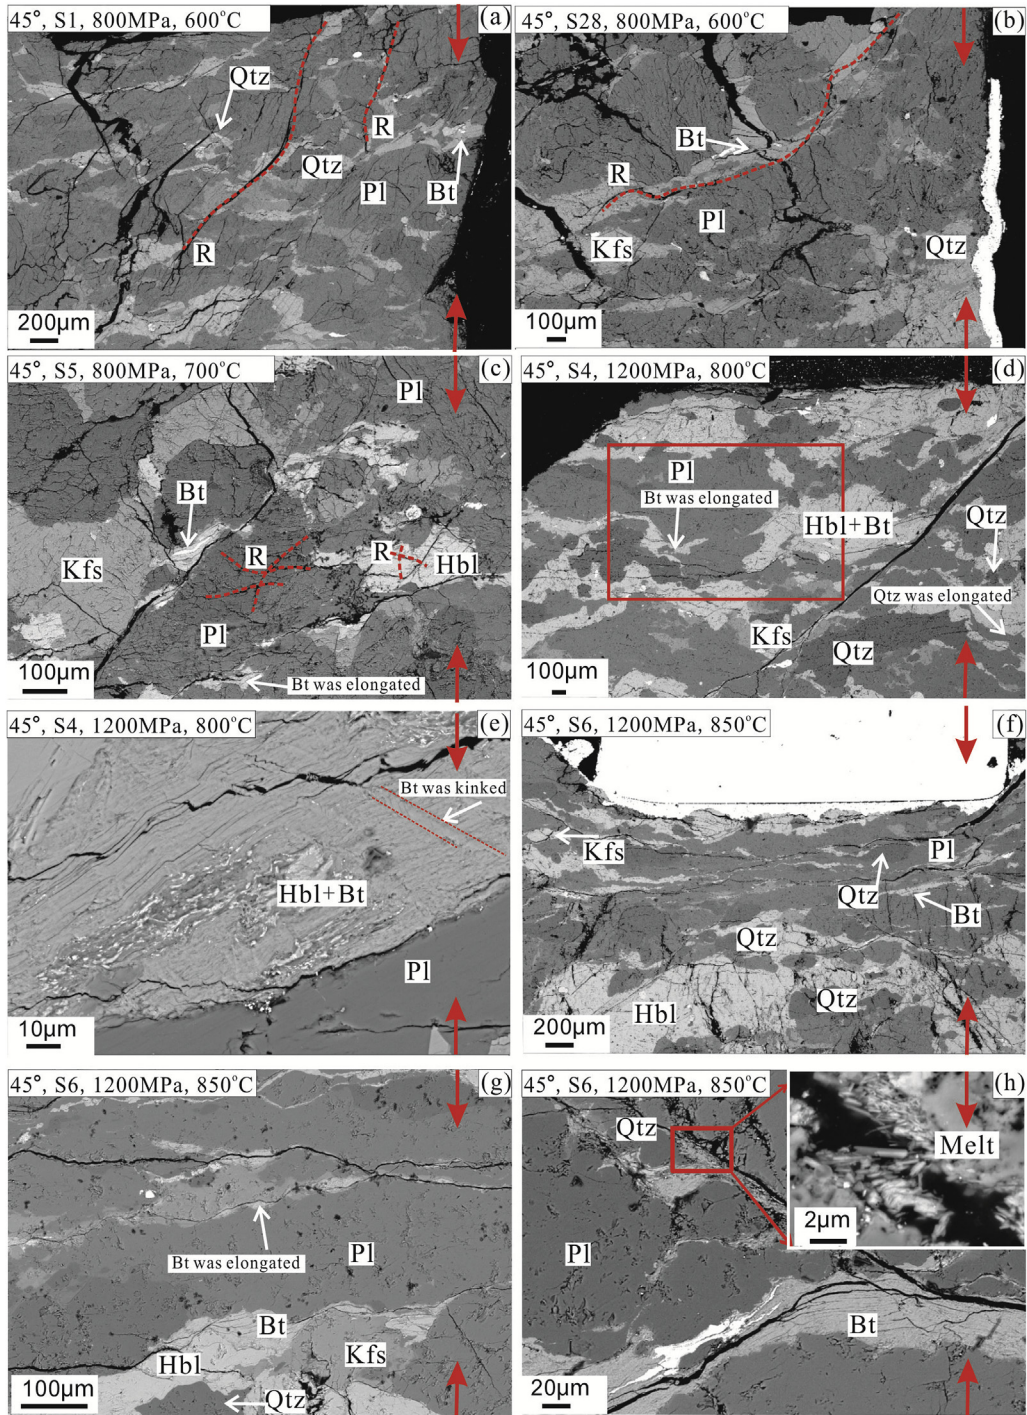 45°, S1, 800MPa, 600°C
(a)
Qtz
R
Qtz
Pl
Bt
R
200μm
45°, S28, 800MPa, 600°C
(b)
Bt
R
Pl
Kfs
Qtz
100μm
45°, S5, 800MPa, 700°C
(c)
Pl
Bt
Kfs
R
R
Hbl
Pl
Bt was elongated
100μm
45°, S4, 1200MPa, 800°C
(d)
Pl
Bt was elongated
Hbl+Bt
Qtz
Qtz was elongated
Kfs
Qtz
100μm
45°, S4, 1200MPa, 800°C
(e)
Bt was kinked
Hbl+Bt
Pl
10μm
45°, S6, 1200MPa, 850°C
(f)
Kfs
Pl
Qtz
Bt
Qtz
Qtz
Hbl
200μm
45°, S6, 1200MPa, 850°C
(g)
Pl
Bt was elongated
Bt
Hbl
Kfs
Qtz
100μm
45°, S6, 1200MPa, 850°C
(h)
Qtz
Melt
2μm
Pl
Bt
20μm